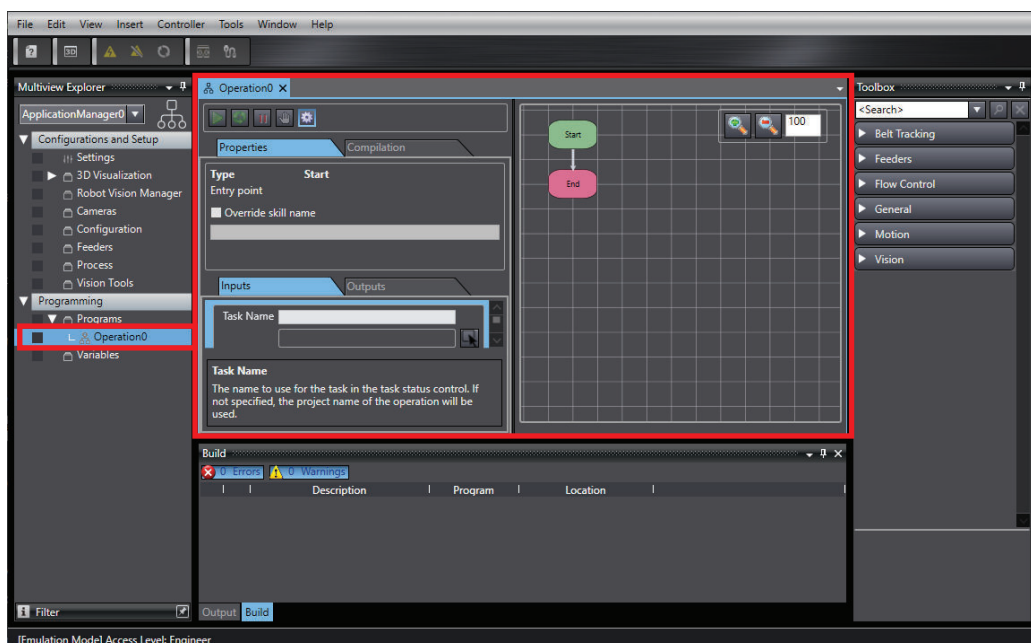 File Edit View Insert Controller Tools Window Help
3D
Multiview Explorer
ApplicationManager0
Configurations and Setup
Settings
3D Visualization
Robot Vision Manager
Cameras
Configuration
Feeders
Process
Vision Tools
Programming
Programs
Operation0
Variables
Filter
Operation0
Properties Compilation
Type Start
Entry point
Override skill name
Inputs Outputs
Task Name
Task Name
The name to use for the task in the task status control. If
not specified, the project name of the operation will be
used.
Start
End
100
Build
0 Errors 0 Warnings
Description Program Location
Output Build
Toolbox
<Search>
Belt Tracking
Feeders
Flow Control
General
Motion
Vision
[Emulation Mode] Access Level: Engineer